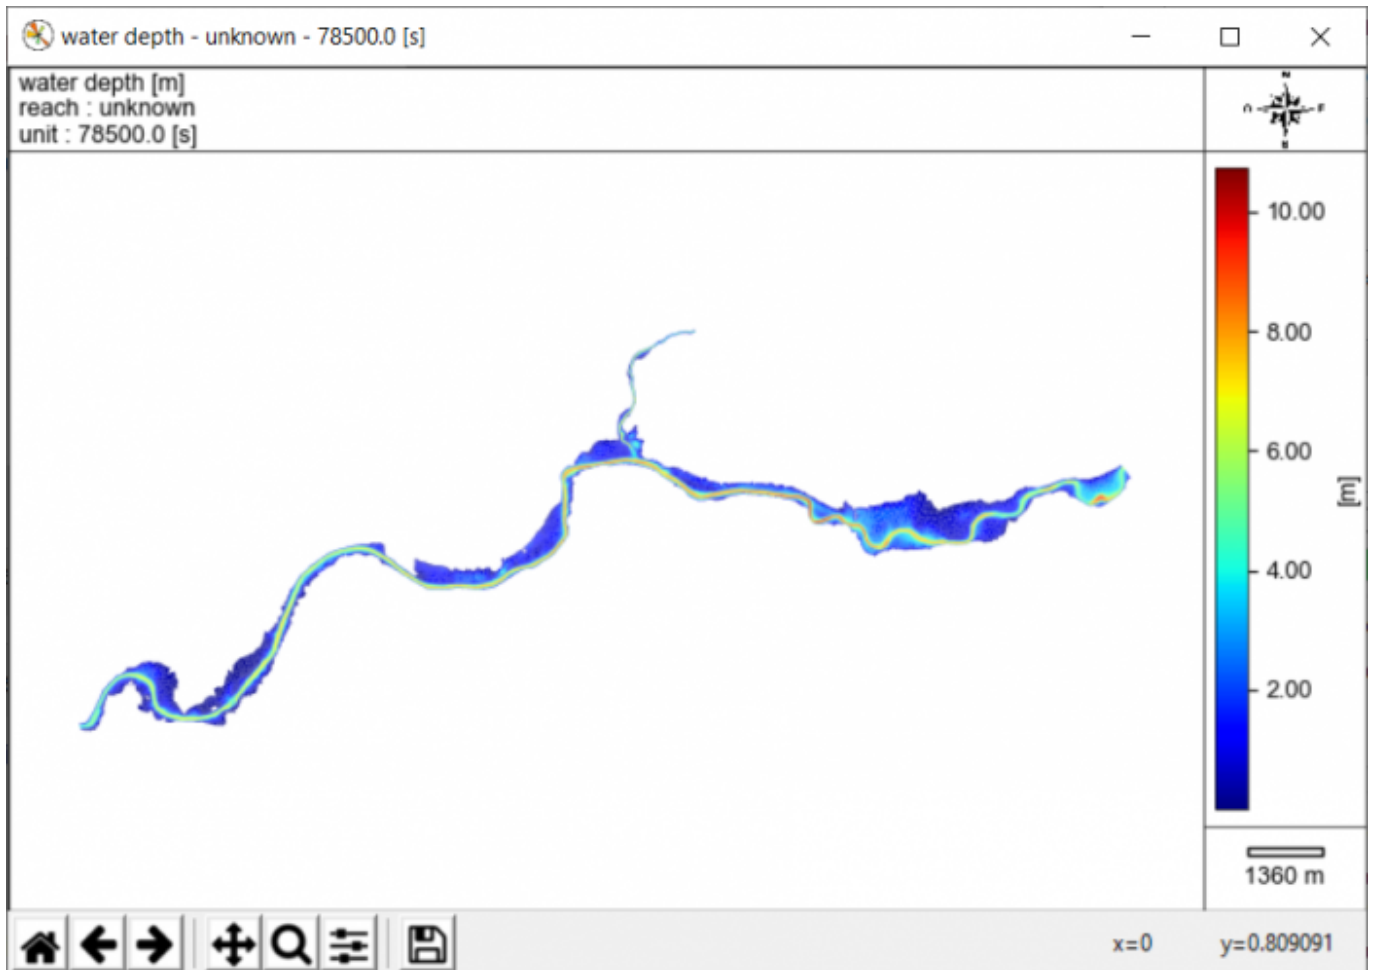 water depth - unknown - 78500.0 [s]
water depth [m]
reach : unknown
unit : 78500.0 [s]
N
10.00
8.00
6.00
[m]
4.00
2.00
1360 m
x=0 y=0.809091